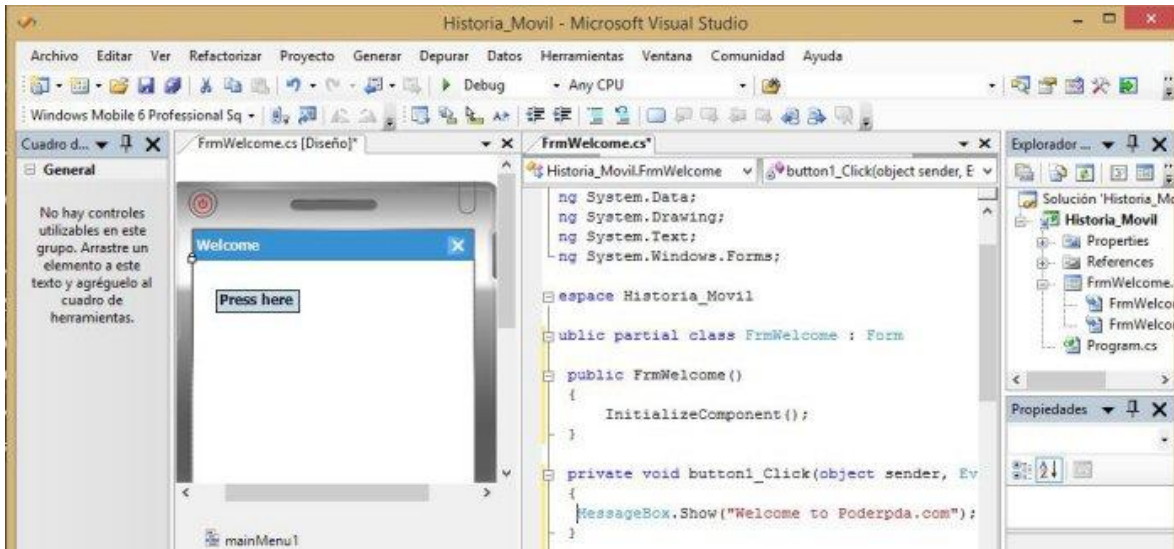 Historia_Movil - Microsoft Visual Studio
Archivo Editar Ver Refactorizar Proyecto Generar Depurar Datos Herramientas Ventana Comunidad Ayuda
Debug Any CPU
Windows Mobile 6 Professional Sq
Cuadro d...
FrmWelcome.cs [Diseño]*
FrmWelcome.cs*
Explorador ...
General
No hay controles
utilizables en este
grupo. Arrastre un
elemento a este
texto y agréguelo al
cuadro de
herramientas.
Welcome
Press here
mainMenu1
Historia_Movil.FrmWelcome
button1_Click(object sender, E
ng System.Data;
ng System.Drawing;
ng System.Text;
ng System.Windows.Forms;
espace Historia_Movil
ublic partial class FrmWelcome : Form
public FrmWelcome()
{
InitializeComponent();
}
private void button1_Click(object sender, Ev
{
MessageBox.Show("Welcome to Poderpda.com");
}
Solución 'Historia_Mo
Historia_Movil
Properties
References
FrmWelcome.
FrmWelco
FrmWelco
Program.cs
Propiedades